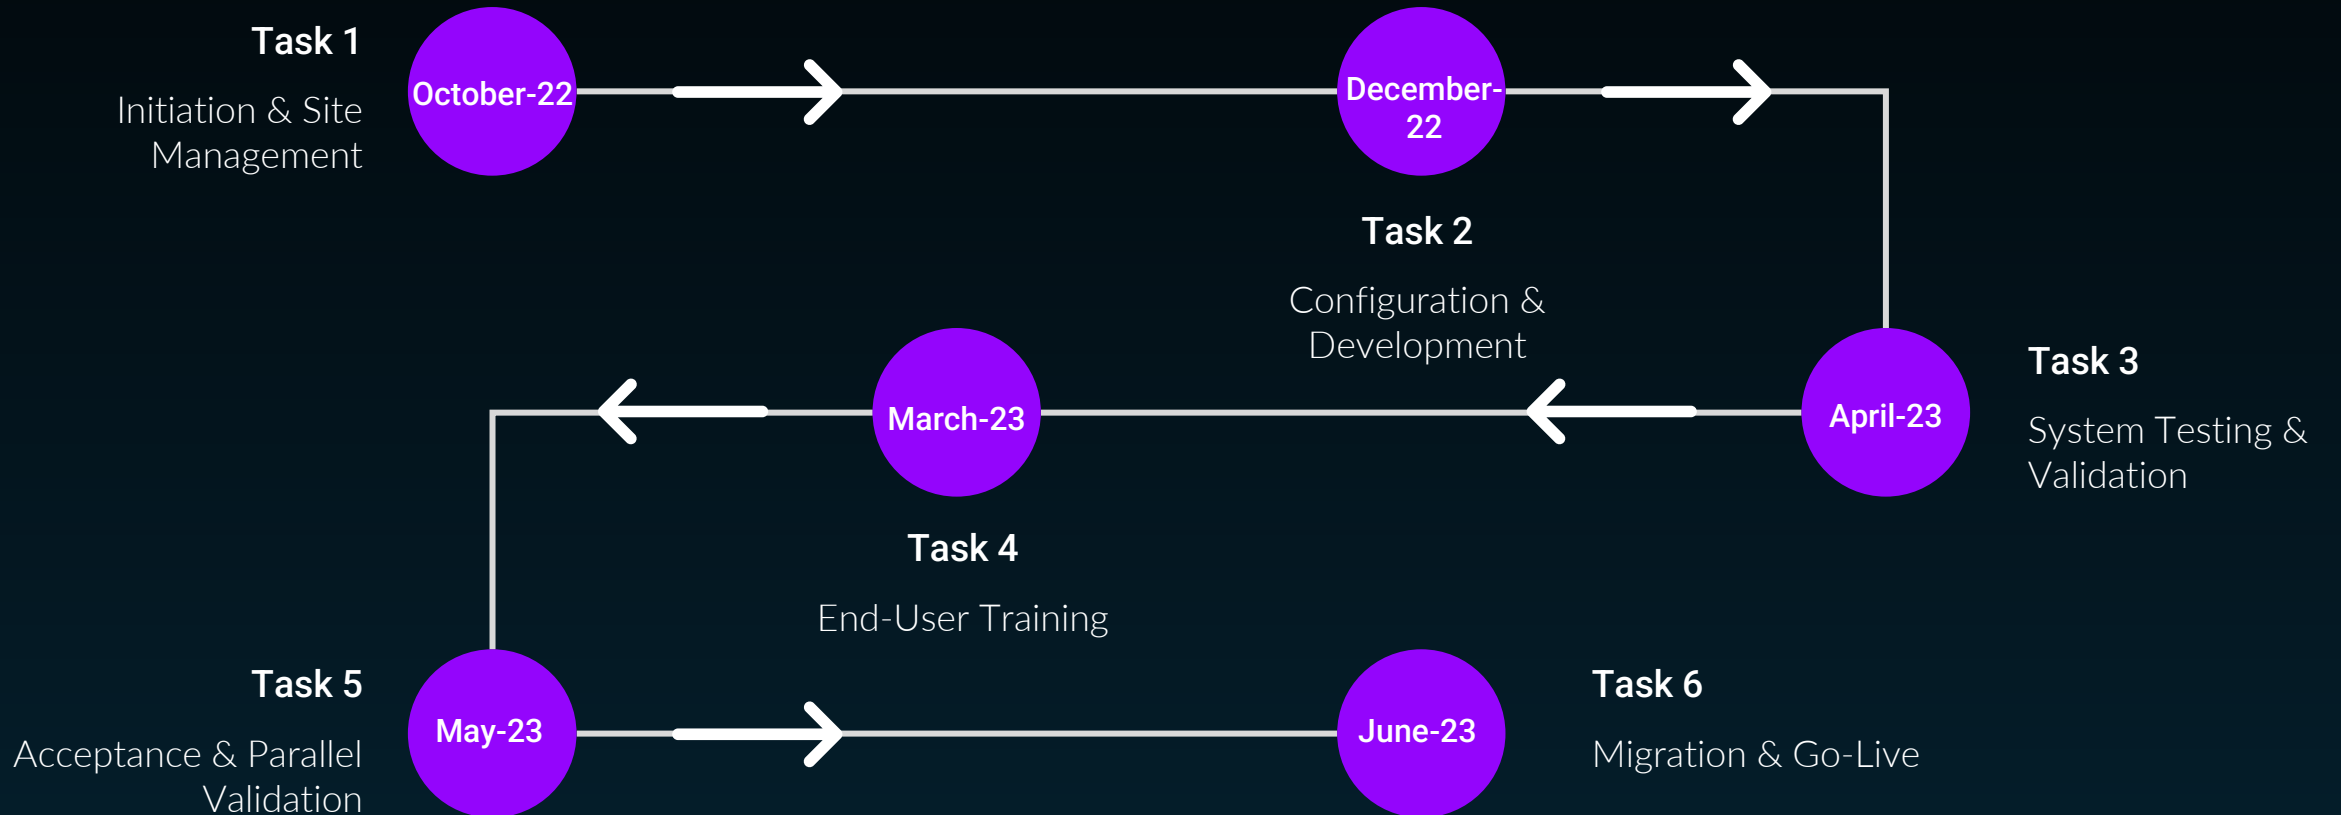 Task 1
Initiation & Site
Management
October-22
December-
22
Task 2
Configuration &
Development
Task 3
System Testing &
Validation
April-23
March-23
Task 4
End-User Training
Task 5
Acceptance & Parallel
Validation
May-23
June-23
Task 6
Migration & Go-Live